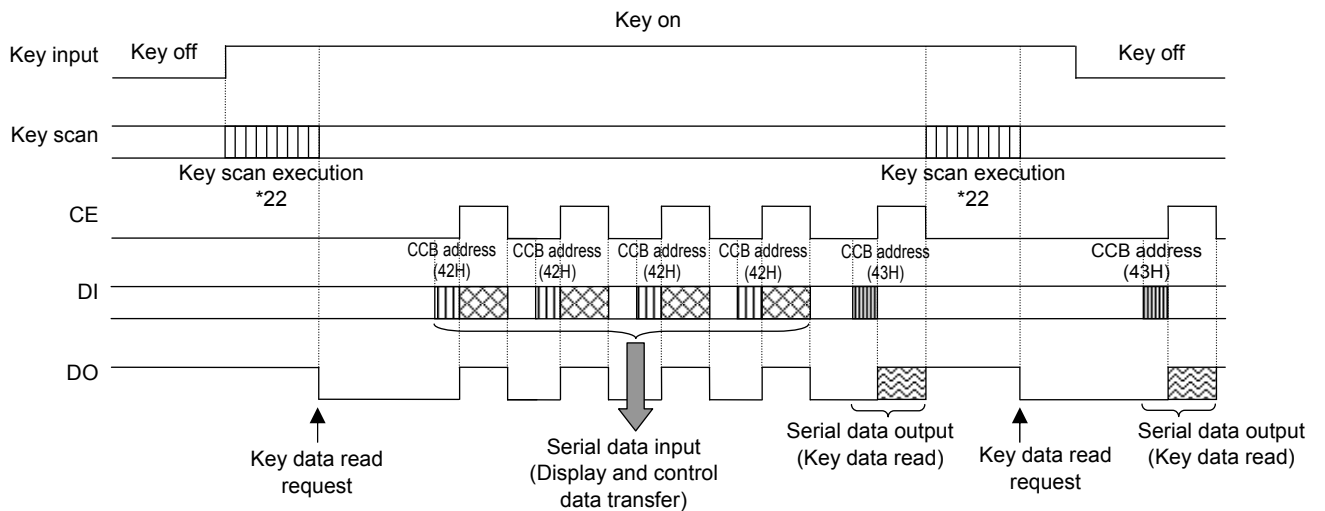 Key on
Key input
Key off
Key off
Key scan
Key scan execution
*22
Key scan execution
*22
CE
CCB address
(42H)
CCB address
(42H)
CCB address
(42H)
CCB address
(42H)
CCB address
(43H)
CCB address
(43H)
DI
DO
Key data read
request
Serial data input
(Display and control
data transfer)
Serial data output
(Key data read)
Key data read
request
Serial data output
(Key data read)